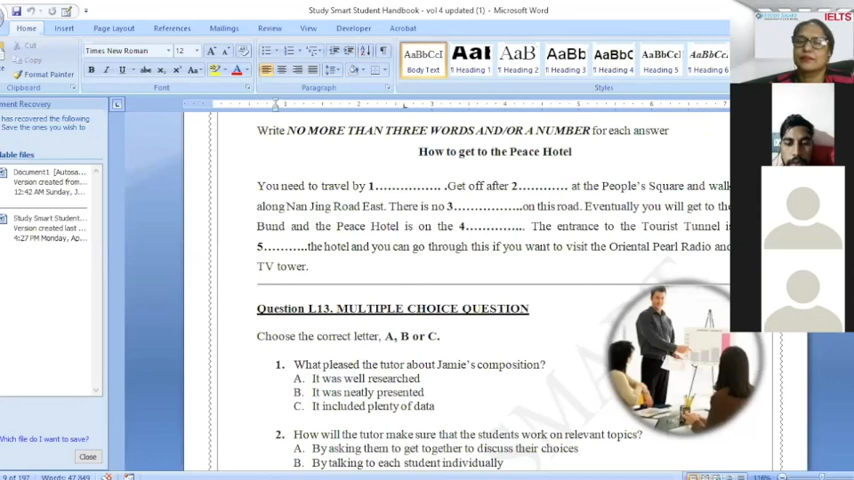 Study Smart Student Handbook - vol 4 updated (1) - Microsoft Word
Home Insert Page Layout References Mailings Review View Developer Acrobat
Cut
Copy
Format Painter
Clipboard
Times New Roman 12
Font
Paragraph
AaBbCcI AaBbCc AaBbC AaBbC AaBbCc AaBbCcl AaBbCc
Body Text Heading 1 Heading 2 Heading 3 Heading 4 Heading 5 Heading 6
Styles
IELTS
ment Recovery
has recovered the following
Save the ones you wish to
lable files
Document1 [Autosa...
Version created from...
12:42 AM Sunday, J...
Study Smart Student...
Version created last ...
4:27 PM Monday, Ap...
Which file do I want to save?
Close
Write NO MORE THAN THREE WORDS AND/OR A NUMBER for each answer
How to get to the Peace Hotel
You need to travel by 1……………. .Get off after 2………… at the People's Square and walk
along Nan Jing Road East. There is no 3……………..on this road. Eventually you will get to the
Bund and the Peace Hotel is on the 4………….. The entrance to the Tourist Tunnel i
5………..the hotel and you can go through this if you want to visit the Oriental Pearl Radio and
TV tower.
Question L13. MULTIPLE CHOICE QUESTION
Choose the correct letter, A, B or C.
1. What pleased the tutor about Jamie's composition?
A. It was well researched
B. It was neatly presented
C. It included plenty of data
2. How will the tutor make sure that the students work on relevant topics?
A. By asking them to get together to discuss their choices
B. By talking to each student individually
9 of 197 Words: 47,849
116%